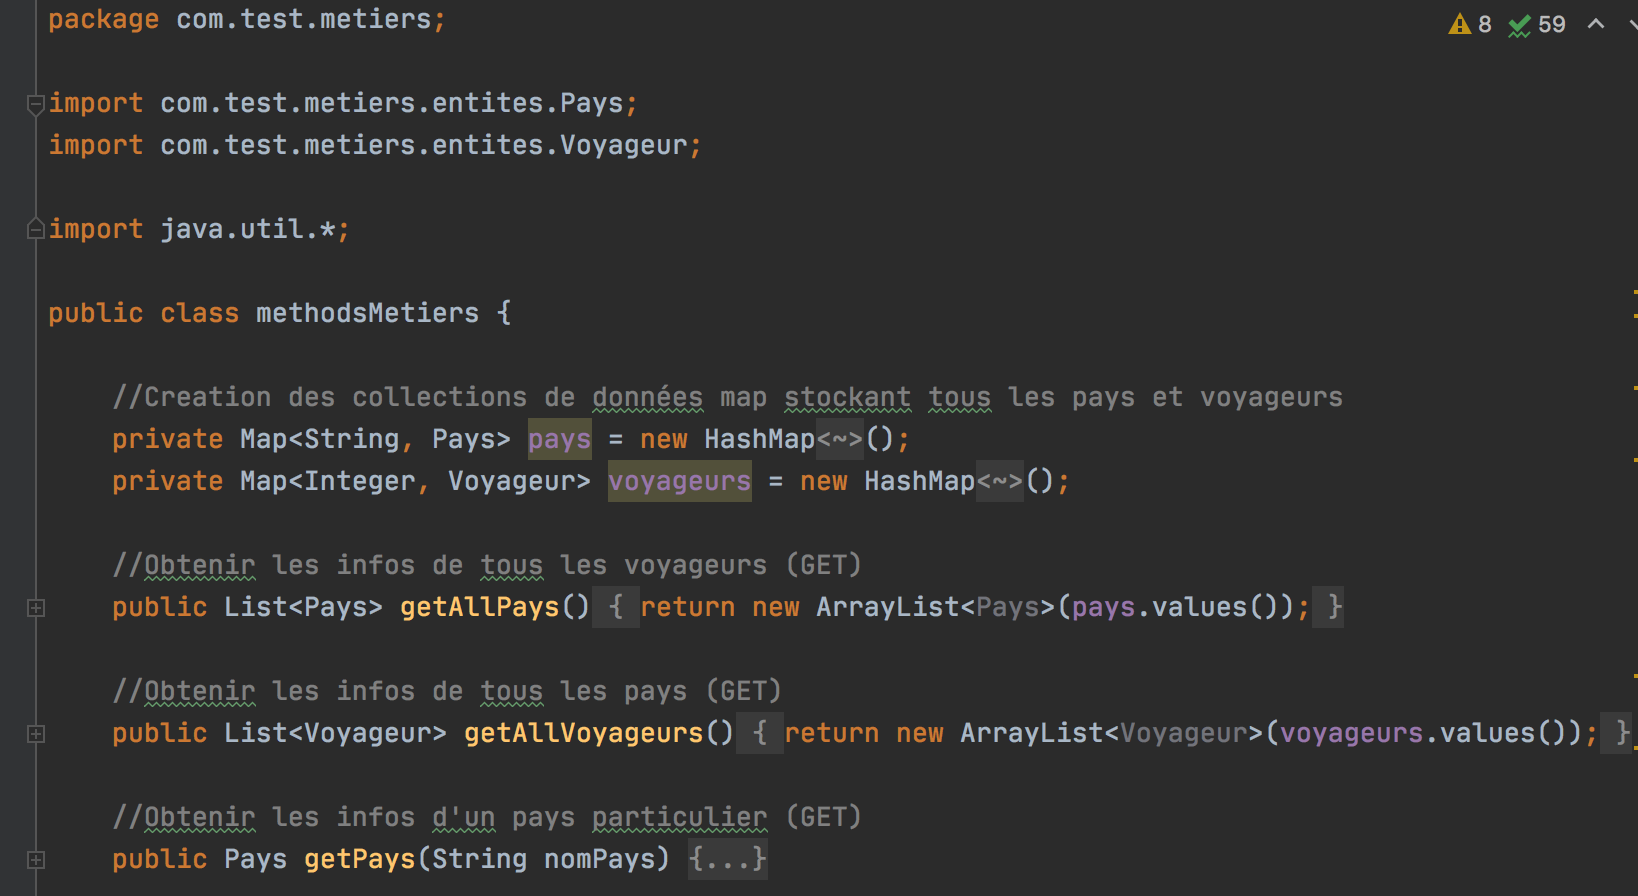 package com.test.metiers;
8 59
import com.test.metiers.entites.Pays;
import com.test.metiers.entites.Voyageur;
import java.util.*;
public class methodsMetiers {
//Creation des collections de données map stockant tous les pays et voyageurs
private Map<String, Pays> pays = new HashMap<~>();
private Map<Integer, Voyageur> voyageurs = new HashMap<~>();
//Obtenir les infos de tous les voyageurs (GET)
public List<Pays> getAllPays() { return new ArrayList<Pays>(pays.values()); }
//Obtenir les infos de tous les pays (GET)
public List<Voyageur> getAllVoyageurs() { return new ArrayList<Voyageur>(voyageurs.values()); }
//Obtenir les infos d'un pays particulier (GET)
public Pays getPays(String nomPays) {...}